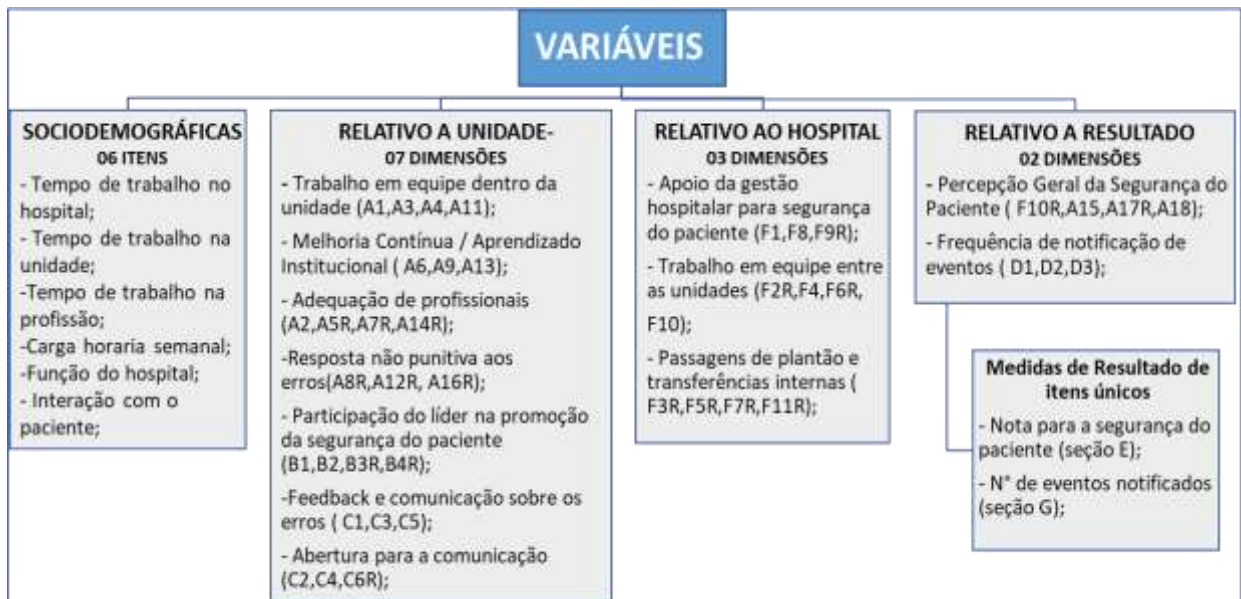 VARIÁVEIS
SOCIODEMOGRÁFICAS
06 ITENS
- Tempo de trabalho no
hospital;
- Tempo de trabalho na
unidade;
-Tempo de trabalho na
profissão;
-Carga horaria semanal;
-Função do hospital;
- Interação com o
paciente;
RELATIVO A UNIDADE-
07 DIMENSÕES
- Trabalho em equipe dentro da
unidade (A1,A3,A4,A11);
- Melhoria Contínua / Aprendizado
Institucional ( A6,A9,A13);
- Adequação de profissionais
(A2,A5R,A7R,A14R);
-Resposta não punitiva aos
erros(A8R,A12R, A16R);
- Participação do líder na promoção
da segurança do paciente
(B1,B2,B3R,B4R);
-Feedback e comunicação sobre os
erros ( C1,C3,C5);
- Abertura para a comunicação
(C2,C4,C6R);
RELATIVO AO HOSPITAL
03 DIMENSÕES
- Apoio da gestão
hospitalar para segurança
do paciente (F1,F8,F9R);
- Trabalho em equipe entre
as unidades (F2R,F4,F6R,
F10);
- Passagens de plantão e
transferências internas (
F3R,F5R,F7R,F11R);
RELATIVO A RESULTADO
02 DIMENSÕES
- Percepção Geral da Segurança do
Paciente ( F10R,A15,A17R,A18);
- Frequência de notificação de
eventos ( D1,D2,D3);
Medidas de Resultado de
itens únicos
- Nota para a segurança do
paciente (seção E);
- N° de eventos notificados
(seção G);